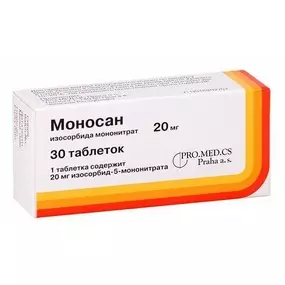 Моносан
изосорбида мононитрат
20 мг
30 таблеток
1 таблетка содержит
20 мг изосорбид-5-мононитрата
PRO.MED.CS
Praha a. s.